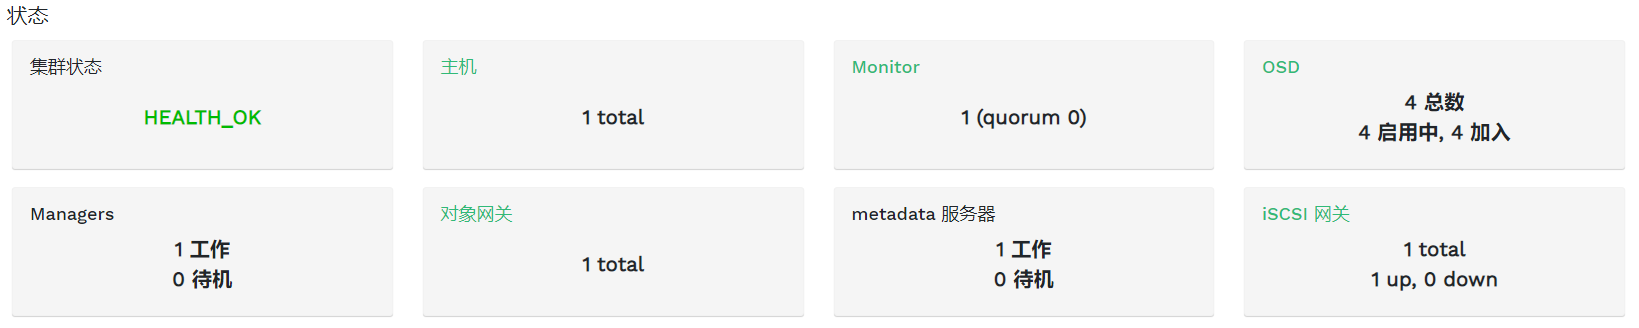 状态
集群状态
HEALTH_OK
主机
1 total
Monitor
1 (quorum 0)
OSD
4 总数
4 启用中, 4 加入
Managers
1 工作
0 待机
对象网关
1 total
metadata 服务器
1 工作
0 待机
iSCSI 网关
1 total
1 up, 0 down